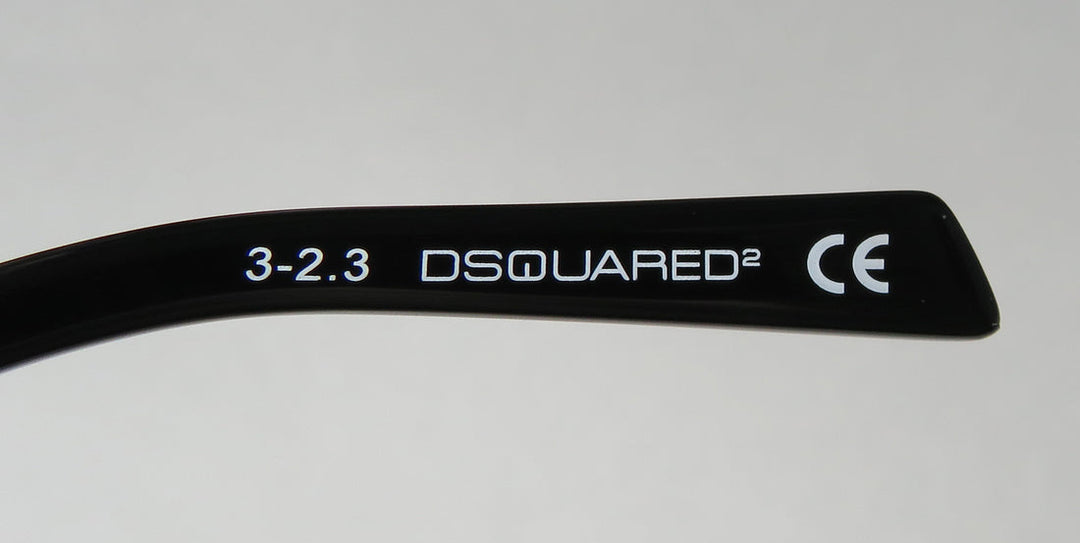 3-2.3 DSQUARED² CE